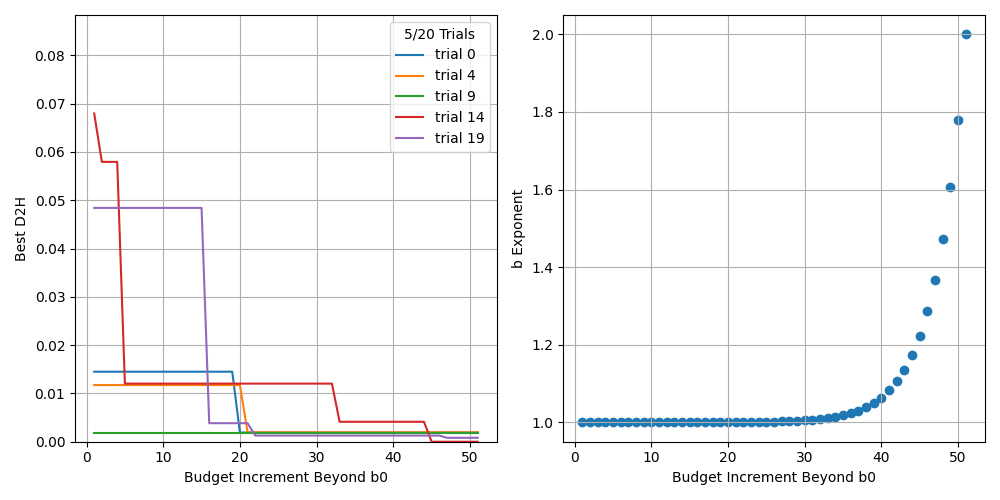 5/20 Trials
trial 0
trial 4
trial 9
trial 14
trial 19
Best D2H
0.08
0.07
0.06
0.05
0.04
0.03
0.02
0.01
0.00
0 10 20 30 40 50
Budget Increment Beyond b0
b Exponent
2.0
1.8
1.6
1.4
1.2
1.0
0 10 20 30 40 50
Budget Increment Beyond b0